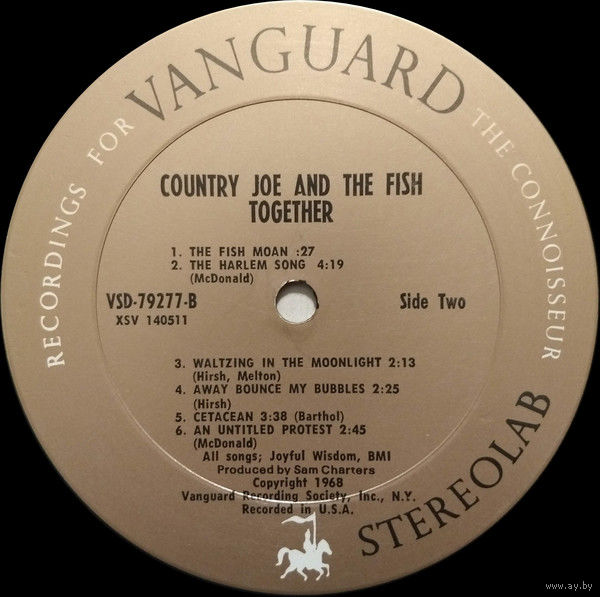 RECORDINGS FOR VANGUARD THE CONNOISSEUR
COUNTRY JOE AND THE FISH
TOGETHER
1. THE FISH MOAN :27
2. THE HARLEM SONG 4:19
(McDonald)
VSD-79277-B Side Two
XSV 140511
3. WALTZING IN THE MOONLIGHT 2:13
(Hirsh, Melton)
4. AWAY BOUNCE MY BUBBLES 2:25
(Hirsh)
5. CETACEAN 3:38 (Barthol)
6. AN UNTITLED PROTEST 2:45
(McDonald)
All songs; Joyful Wisdom, BMI
Produced by Sam Charters
Copyright 1968
Vanguard Recording Society, Inc., N.Y.
Recorded in U.S.A.
STEREOLAB
www.ay.by